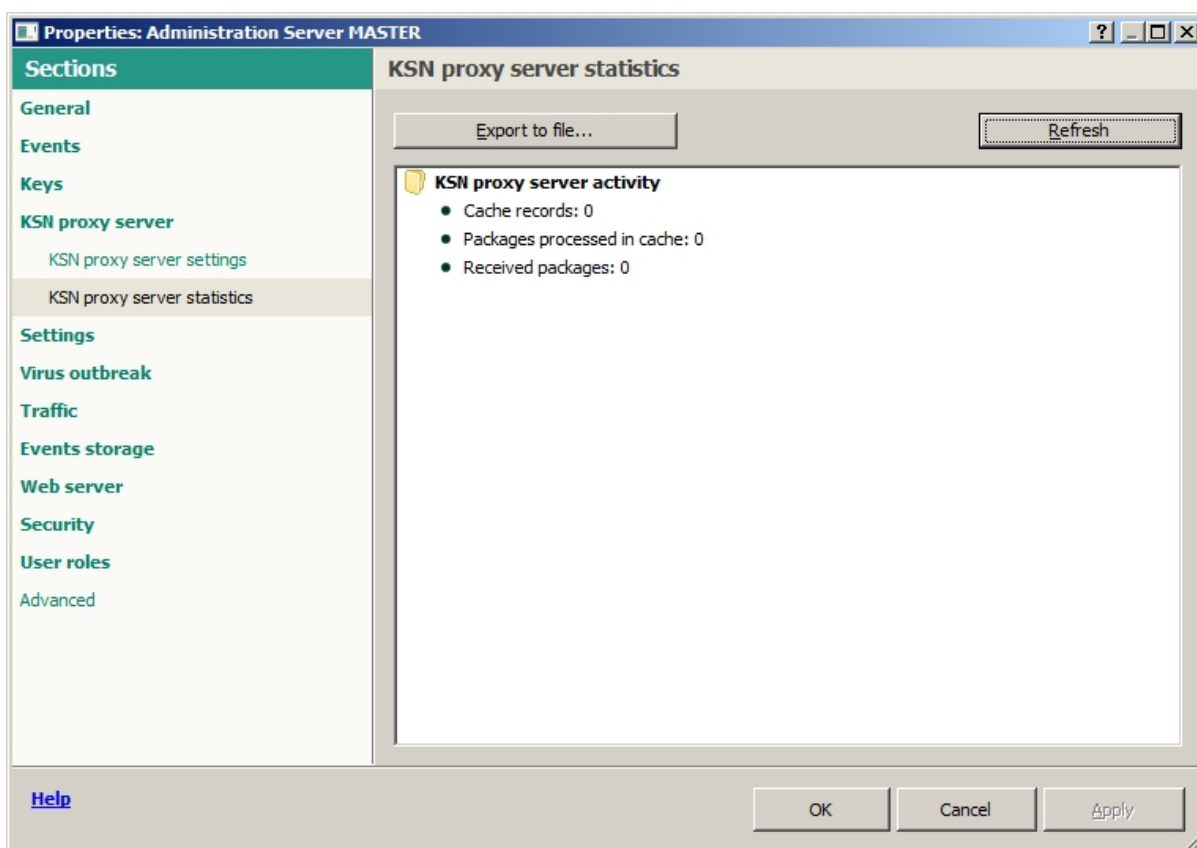 Properties: Administration Server MASTER
Sections
General
Events
Keys
KSN proxy server
KSN proxy server settings
KSN proxy server statistics
Settings
Virus outbreak
Traffic
Events storage
Web server
Security
User roles
Advanced
KSN proxy server statistics
Export to file...
Refresh
KSN proxy server activity
Cache records: 0
Packages processed in cache: 0
Received packages: 0
Help
OK
Cancel
Apply